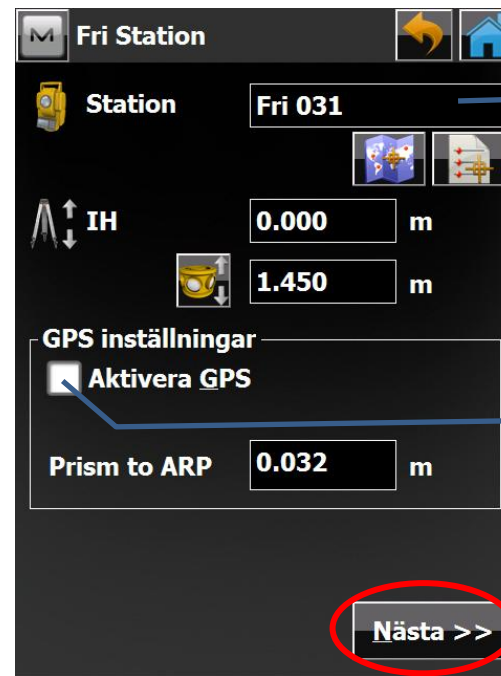 M Fri Station
Station Fri 031
IH 0.000 m
1.450 m
GPS inställningar
Aktivera GPS
Prism to ARP 0.032 m
Nästa >>